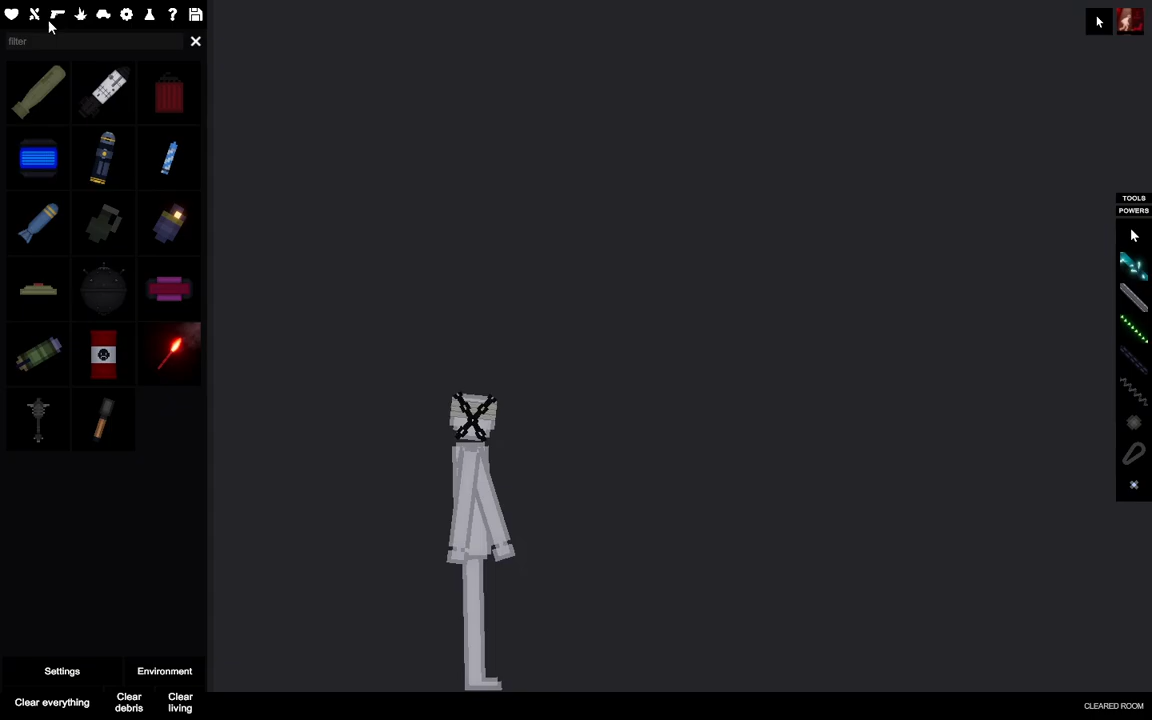 filter
TOOLS
POWERS
Settings
Environment
Clear everything
Clear debris
Clear living
CLEARED ROOM